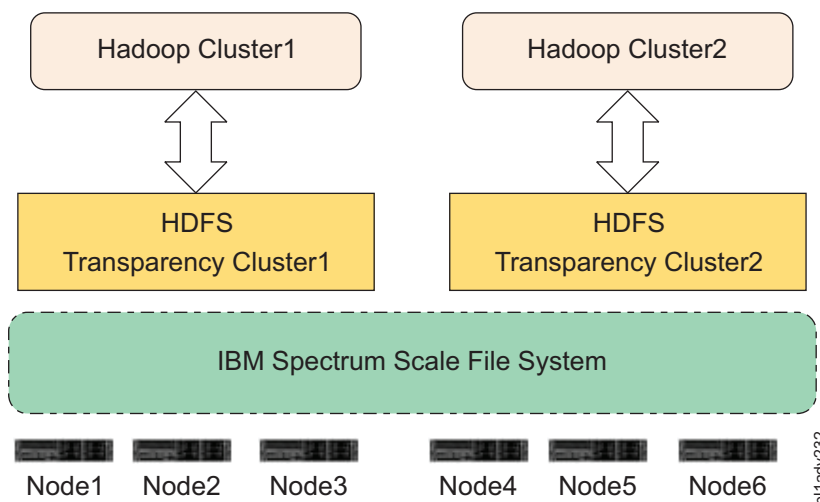 Hadoop Cluster1
Hadoop Cluster2
HDFS
Transparency Cluster1
HDFS
Transparency Cluster2
IBM Spectrum Scale File System
Node1
Node2
Node3
Node4
Node5
Node6